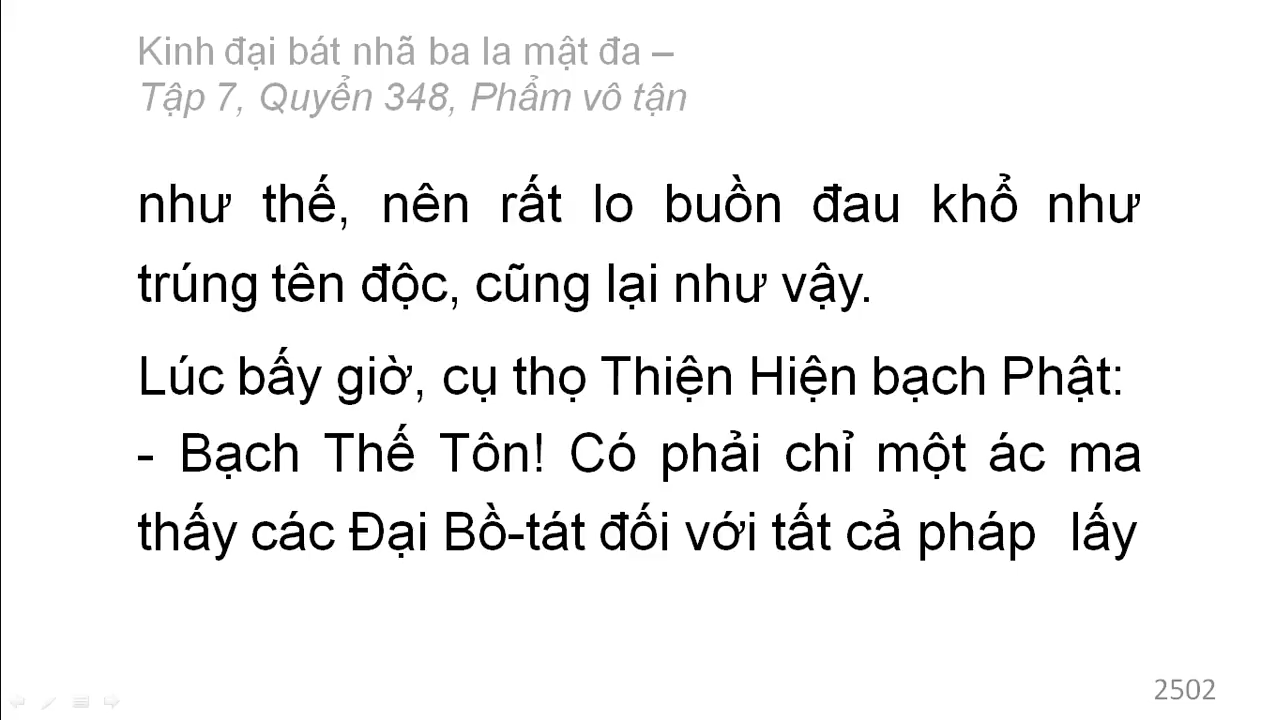 Kinh đại bát nhã ba la mật đa –
Tập 7, Quyển 348, Phẩm vô tận
như thế, nên rất lo buồn đau khổ như
trúng tên độc, cũng lại như vậy.
Lúc bấy giờ, cụ thọ Thiện Hiện bạch Phật:
- Bạch Thế Tôn! Có phải chỉ một ác ma
thấy các Đại Bồ-tát đối với tất cả pháp lấy
2502